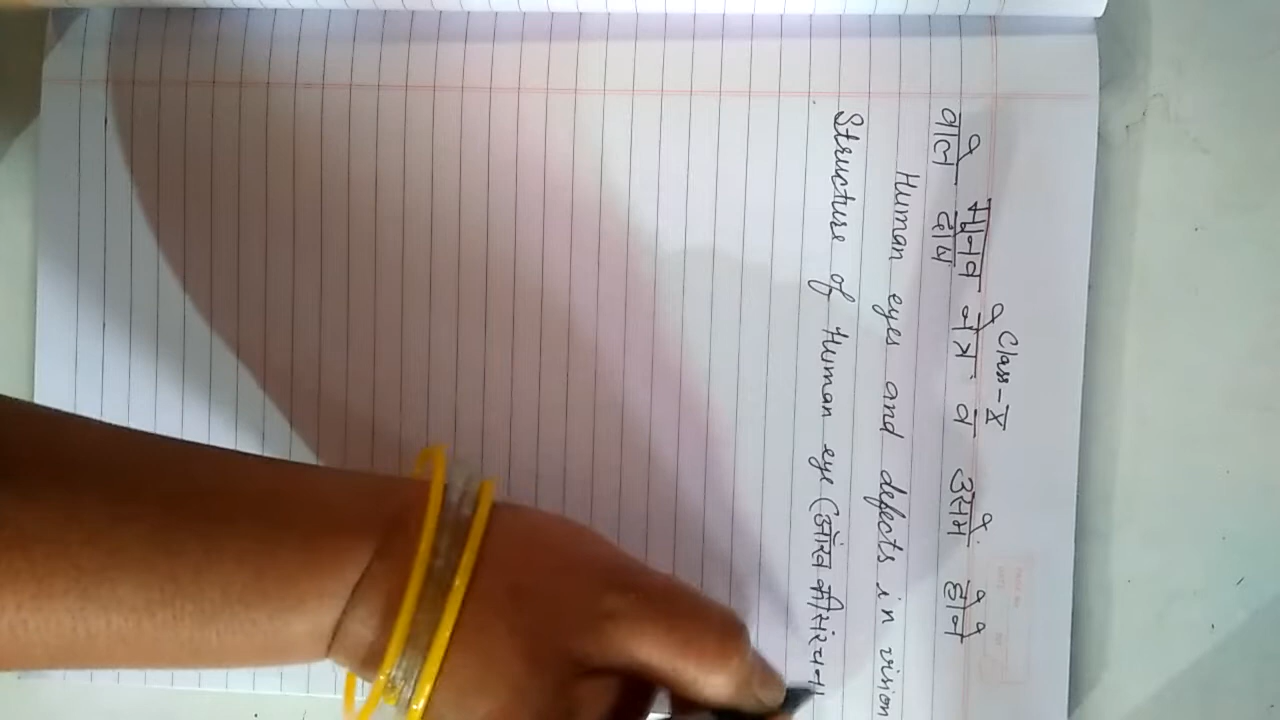 Class - X
मानव नेत्र व उसमें होने
वाले दोष
Human eyes and defects in vision
Structure of Human eye (आँख की संरचना